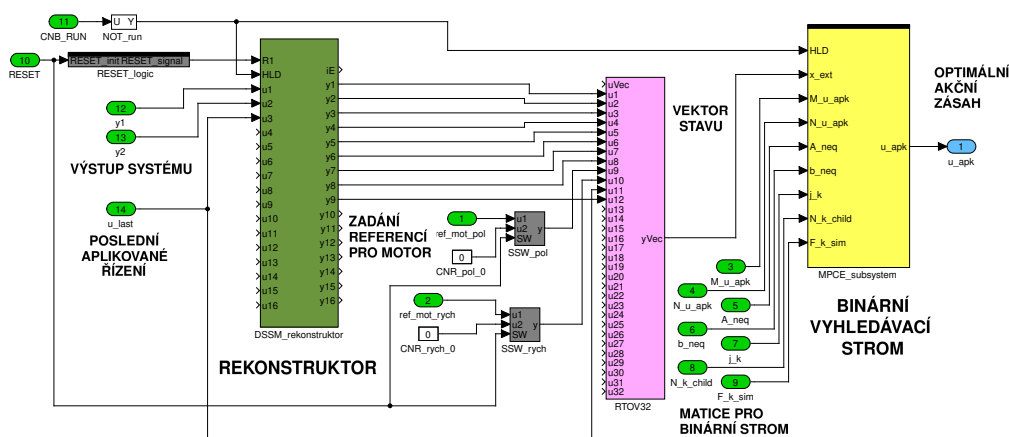 11
CNB_RUN
U Y
NOT_run
10
RESET
RESET_init RESET_signal
RESET_logic
12
y1
13
y2
VÝSTUP SYSTÉMU
14
u_last
POSLEDNÍ
APLIKOVANÉ
ŘÍZENÍ
R1
HLD
u1
u2
u3
u4
u5
u6
u7
u8
u9
u10
u11
u12
u13
u14
u15
u16
iE
y1
y2
y3
y4
y5
y6
y7
y8
y9
y10
y11
y12
y13
y14
y15
y16
DSSM_rekonstruktor
REKONSTRUKTOR
ZADÁNÍ
REFERENCÍ
PRO MOTOR
1
ref_mot_pol
0
CNR_pol_0
u1
u2
SW
y
SSW_pol
2
ref_mot_rych
0
CNR_rych_0
u1
u2
SW
y
SSW_rych
uVec
u1
u2
u3
u4
u5
u6
u7
u8
u9
u10
u11
u12
u13
u14
u15
u16
u17
u18
u19
u20
u21
u22
u23
u24
u25
u26
u27
u28
u29
u30
u31
u32
yVec
RTOV32
VEKTOR
STAVU
3
M_u_apk
4
N_u_apk
5
A_neq
6
b_neq
7
j_k
8
N_k_child
9
F_k_sim
MATICE PRO
BINÁRNÍ STROM
HLD
x_ext
M_u_apk
N_u_apk
A_neq
b_neq
j_k
N_k_child
F_k_sim
u_apk
MPCE_subsystem
BINÁRNÍ
VYHLEDÁVACÍ
STROM
OPTIMÁLNÍ
AKČNÍ
ZÁSAH
1
u_apk